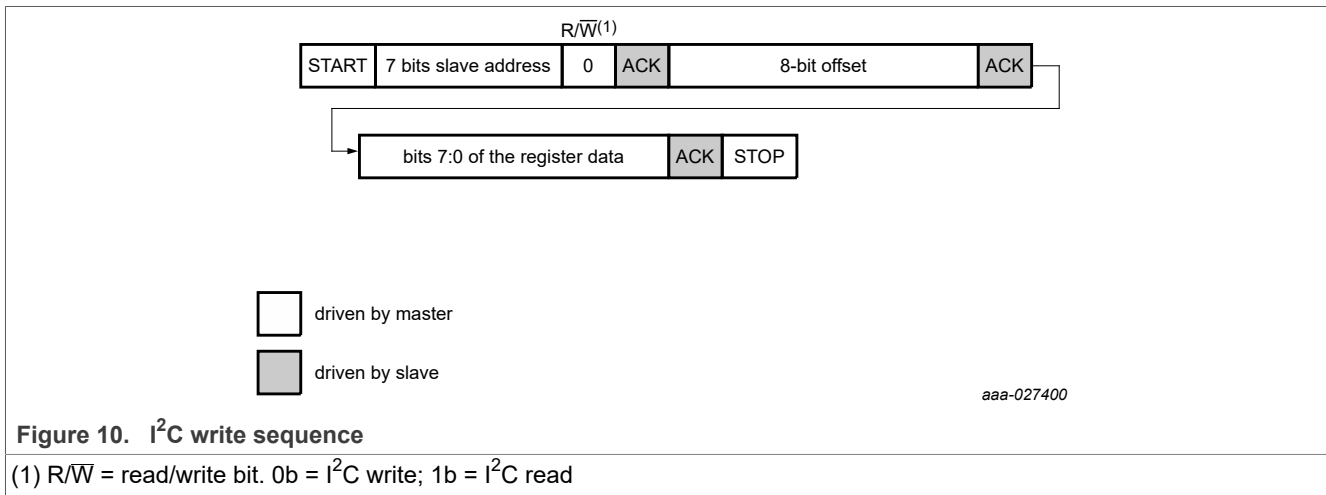 R/W̅(1)
START 7 bits slave address 0 ACK 8-bit offset ACK
bits 7:0 of the register data ACK STOP
driven by master
driven by slave
aaa-027400
Figure 10. I²C write sequence
(1) R/W̅ = read/write bit. 0b = I²C write; 1b = I²C read